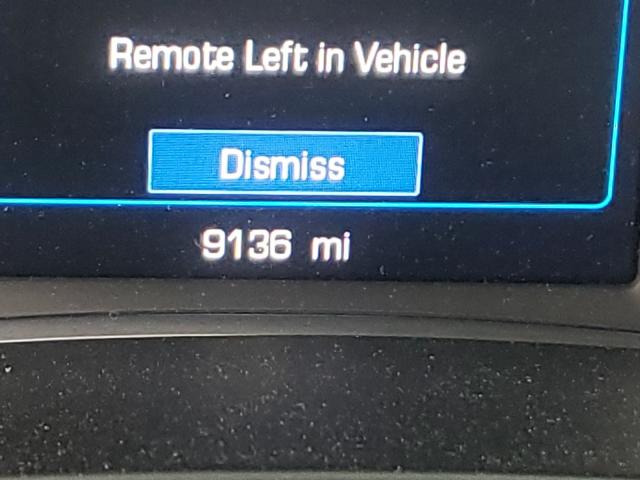 Remote Left in Vehicle
Dismiss
9136 mi